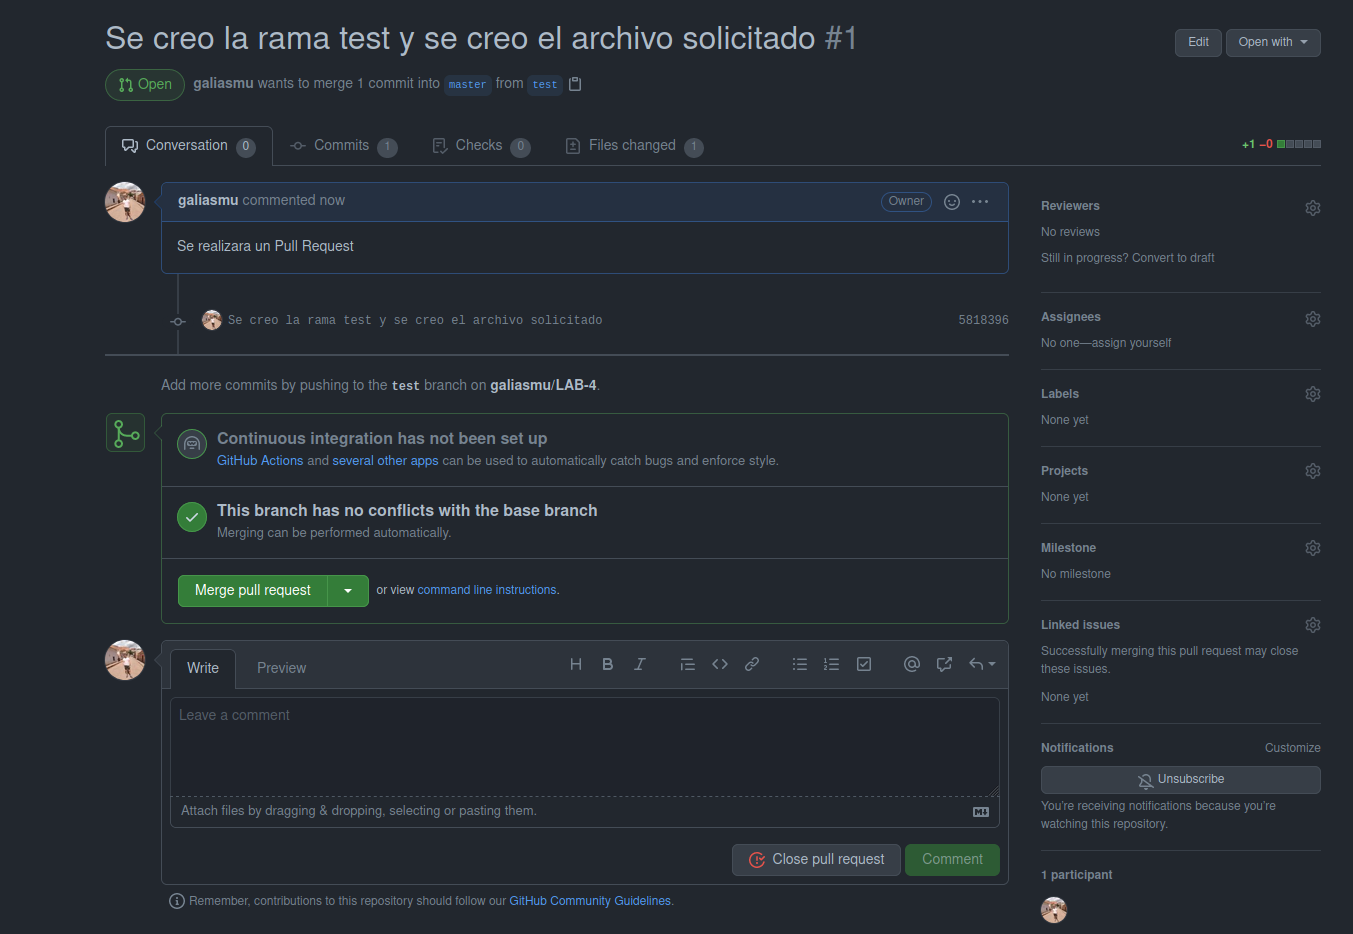 Se creo la rama test y se creo el archivo solicitado #1
Edit
Open with
Open
galiasmu wants to merge 1 commit into master from test
Conversation 0
Commits 1
Checks 0
Files changed 1
+1 −0
galiasmu commented now
Owner
Se realizara un Pull Request
Se creo la rama test y se creo el archivo solicitado
5818396
Add more commits by pushing to the test branch on galiasmu/LAB-4.
Continuous integration has not been set up
GitHub Actions and several other apps can be used to automatically catch bugs and enforce style.
This branch has no conflicts with the base branch
Merging can be performed automatically.
Merge pull request
or view command line instructions.
Write
Preview
Leave a comment
Attach files by dragging & dropping, selecting or pasting them.
Close pull request
Comment
Remember, contributions to this repository should follow our GitHub Community Guidelines.
Reviewers
No reviews
Still in progress? Convert to draft
Assignees
No one—assign yourself
Labels
None yet
Projects
None yet
Milestone
No milestone
Linked issues
Successfully merging this pull request may close
these issues.
None yet
Notifications
Customize
Unsubscribe
You're receiving notifications because you're
watching this repository.
1 participant